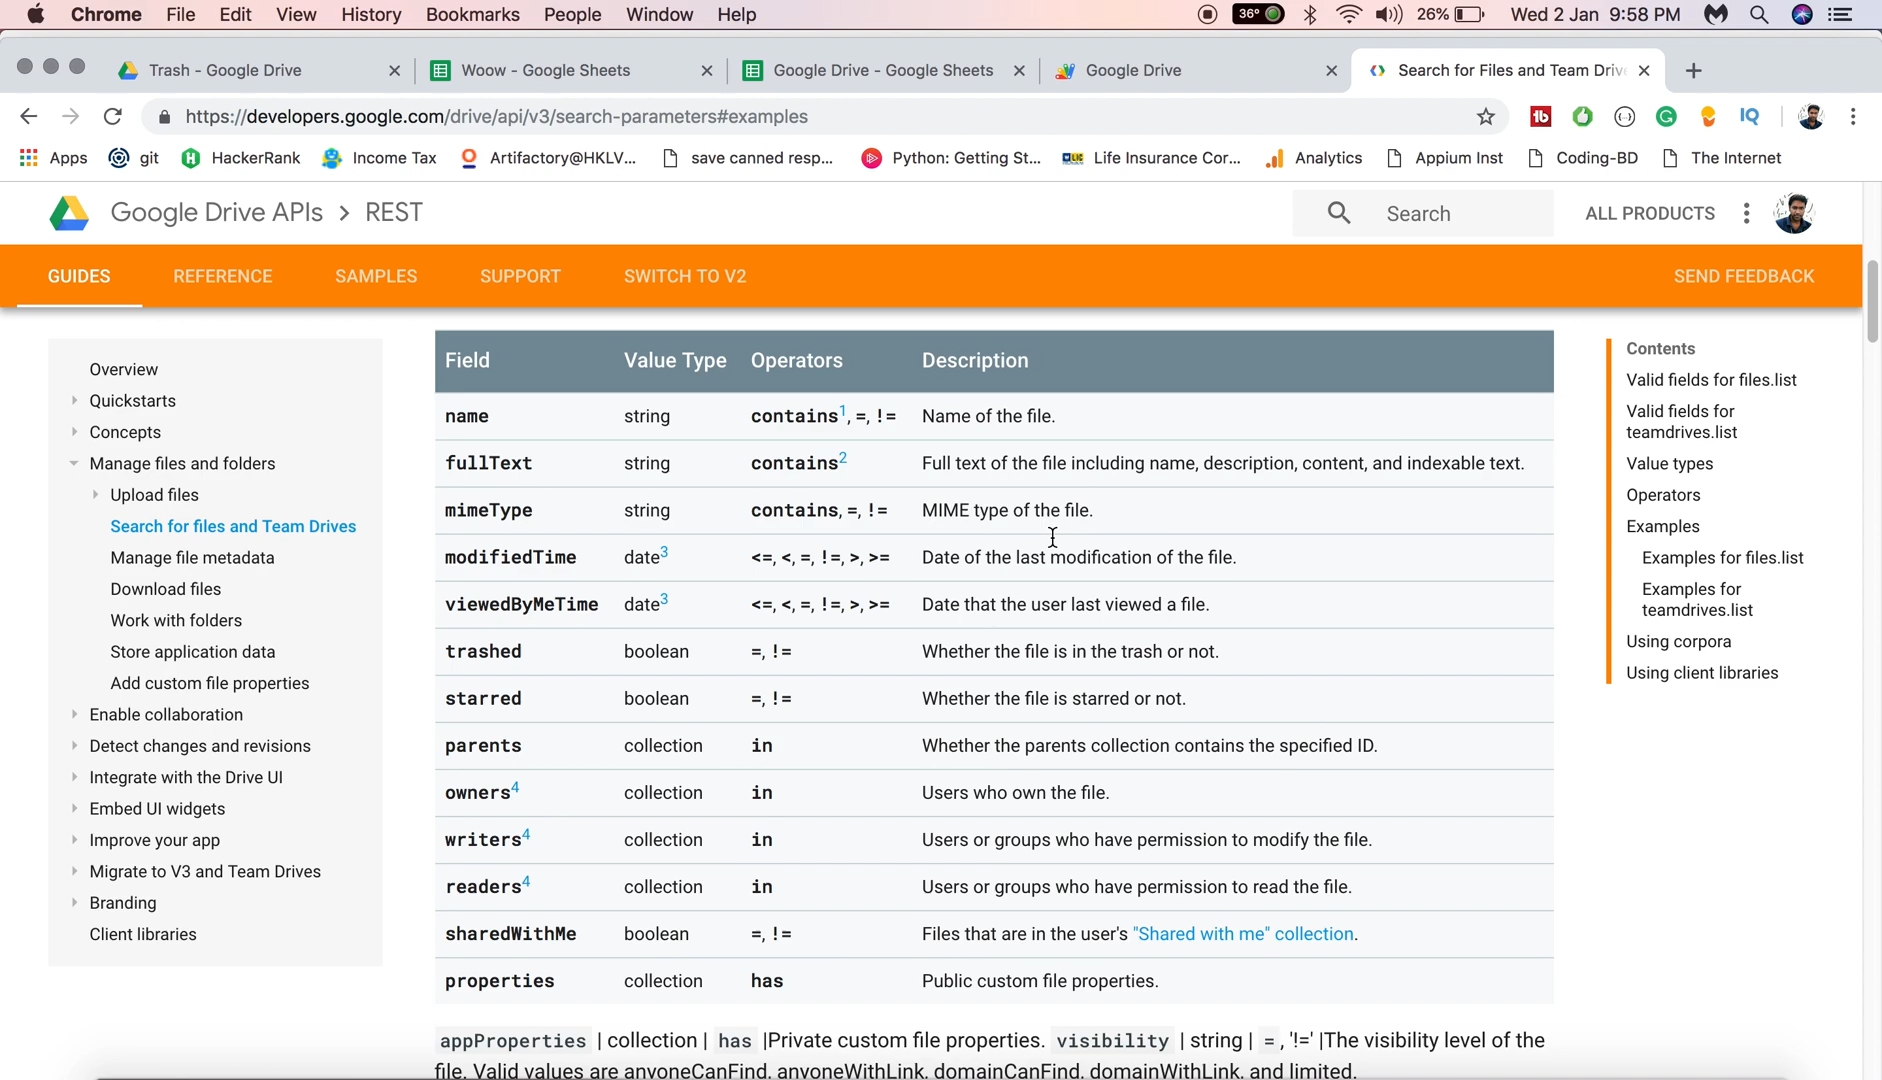 Chrome File Edit View History Bookmarks People Window Help 36° 26% Wed 2 Jan 9:58 PM
Trash - Google Drive Woow - Google Sheets Google Drive - Google Sheets Google Drive Search for Files and Team Drive
https://developers.google.com/drive/api/v3/search-parameters#examples
Apps git HackerRank Income Tax Artifactory@HKLV... save canned resp... Python: Getting St... Life Insurance Cor... Analytics Appium Inst Coding-BD The Internet
Google Drive APIs > REST Search ALL PRODUCTS
GUIDES REFERENCE SAMPLES SUPPORT SWITCH TO V2 SEND FEEDBACK
Overview
Quickstarts
Concepts
Manage files and folders
Upload files
Search for files and Team Drives
Manage file metadata
Download files
Work with folders
Store application data
Add custom file properties
Enable collaboration
Detect changes and revisions
Integrate with the Drive UI
Embed UI widgets
Improve your app
Migrate to V3 and Team Drives
Branding
Client libraries
Field Value Type Operators Description
name string contains1, =, != Name of the file.
fullText string contains2 Full text of the file including name, description, content, and indexable text.
mimeType string contains, =, != MIME type of the file.
modifiedTime date3 <=, <, =, !=, >, >= Date of the last modification of the file.
viewedByMeTime date3 <=, <, =, !=, >, >= Date that the user last viewed a file.
trashed boolean =, != Whether the file is in the trash or not.
starred boolean =, != Whether the file is starred or not.
parents collection in Whether the parents collection contains the specified ID.
owners4 collection in Users who own the file.
writers4 collection in Users or groups who have permission to modify the file.
readers4 collection in Users or groups who have permission to read the file.
sharedWithMe boolean =, != Files that are in the user's "Shared with me" collection.
properties collection has Public custom file properties.
appProperties | collection | has |Private custom file properties. visibility | string | = , '!=' |The visibility level of the
file. Valid values are anyoneCanFind, anyoneWithLink, domainCanFind, domainWithLink, and limited.
Contents
Valid fields for files.list
Valid fields for
teamdrives.list
Value types
Operators
Examples
Examples for files.list
Examples for
teamdrives.list
Using corpora
Using client libraries